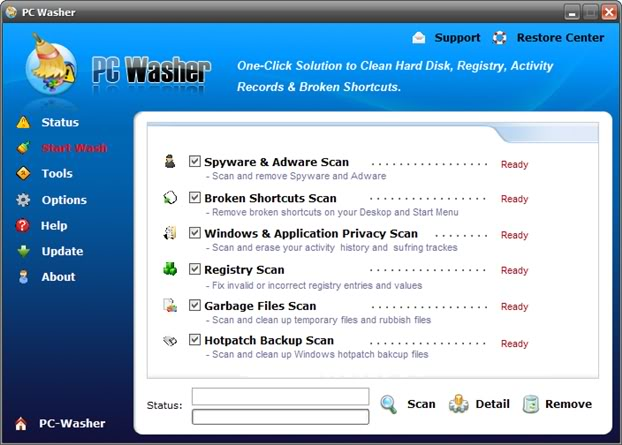 PC Washer
Support Restore Center
PC Washer
One-Click Solution to Clean Hard Disk, Registry, Activity
Records & Broken Shortcuts.
Status
Start Wash
Tools
Options
Help
Update
About
PC-Washer
Spyware & Adware Scan Ready
- Scan and remove Spyware and Adware
Broken Shortcuts Scan Ready
- Remove broken shortcuts on your Deskop and Start Menu
Windows & Application Privacy Scan Ready
- Scan and erase your activity history and sufring trackes
Registry Scan Ready
- Fix invalid or incorrect registry entries and values
Garbage Files Scan Ready
- Scan and clean up temporary files and rubbish files
Hotpatch Backup Scan Ready
- Scan and clean up Windows hotpatch bakcup files
Status: Scan Detail Remove